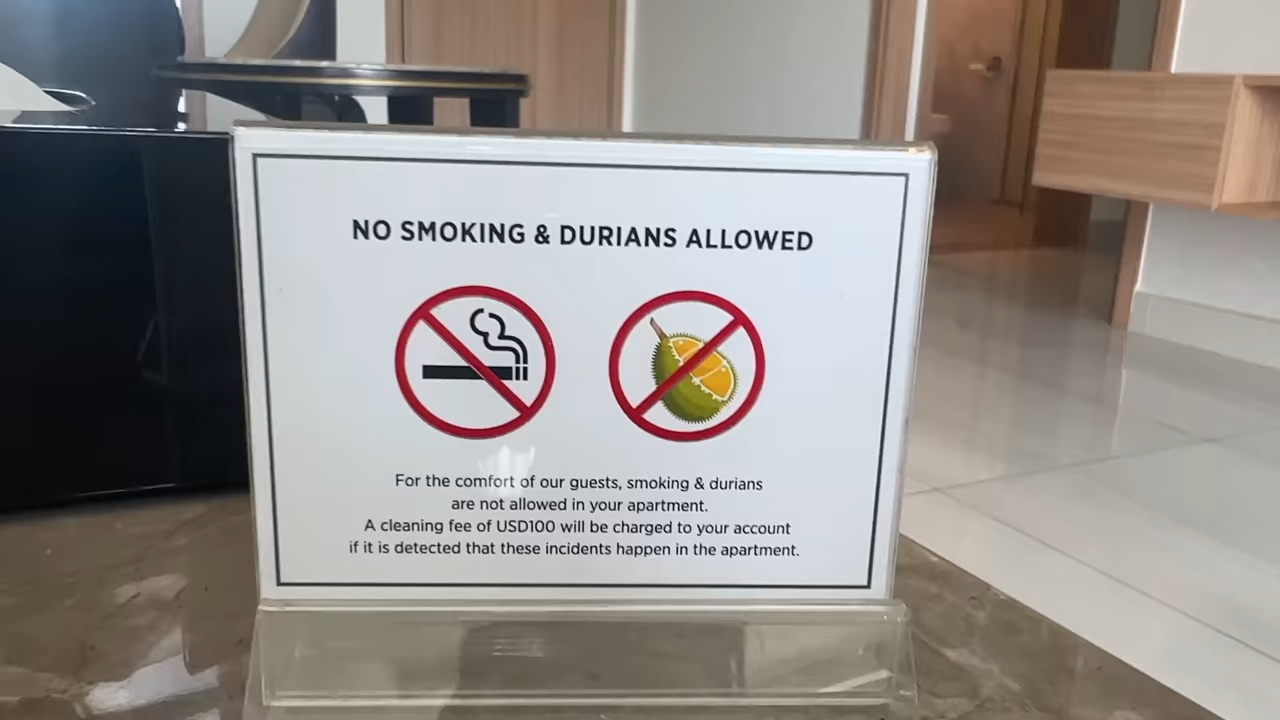 NO SMOKING & DURIANS ALLOWED
For the comfort of our guests, smoking & durians
are not allowed in your apartment.
A cleaning fee of USD100 will be charged to your account
if it is detected that these incidents happen in the apartment.